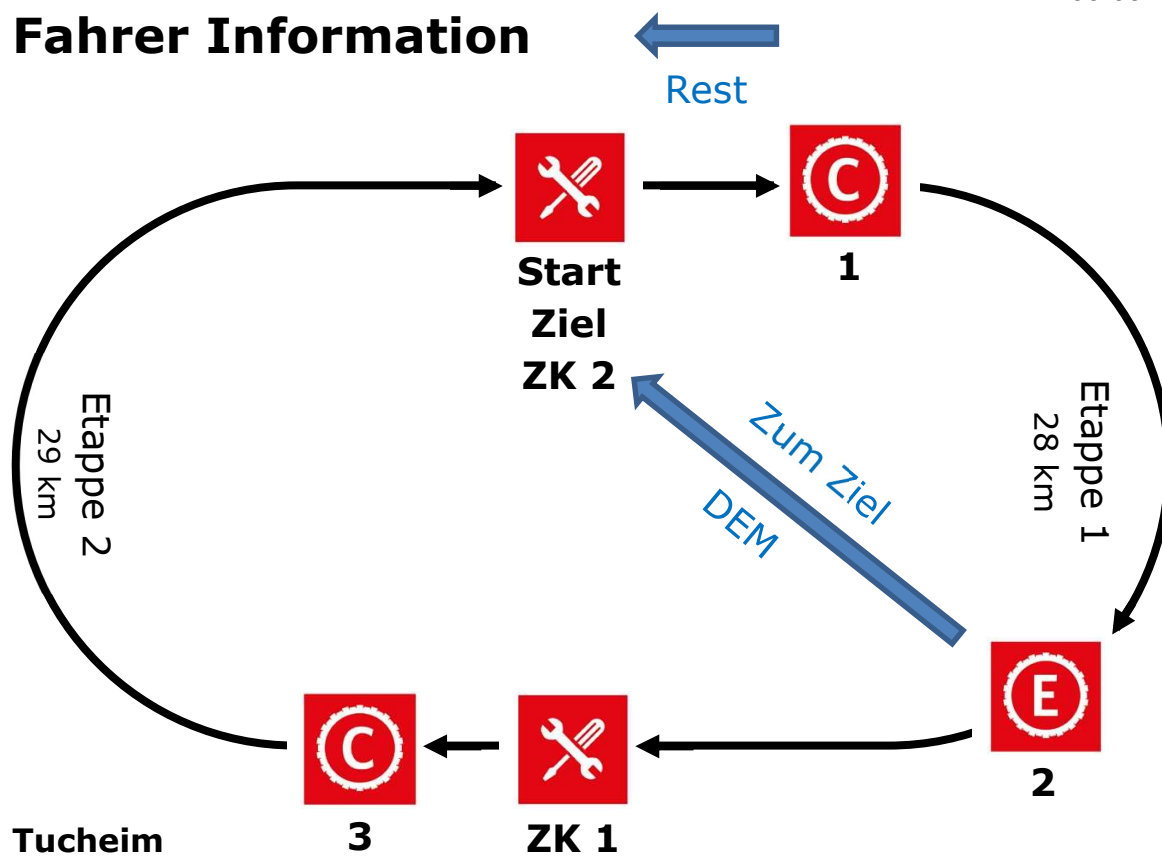 Fahrer Information
Rest
C
1
Start
Ziel
ZK 2
Etappe 1
28 km
Etappe 2
29 km
Zum Ziel
DEM
E
2
C
3
ZK 1
Tucheim